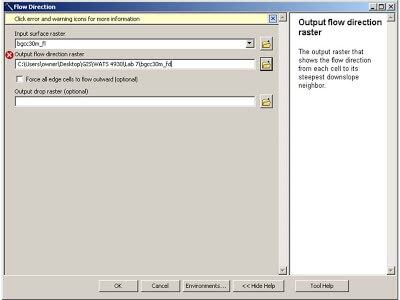 Flow Direction
Click error and warning icons for more information
Input surface raster
bgcc30m_fl
Output flow direction raster
C:\Users\owner\Desktop\GIS\WATS 4930\Lab 7\bgcc30m_fd
Force all edge cells to flow outward (optional)
Output drop raster (optional)
OK
Cancel
Environments...
<< Hide Help
Output flow direction
raster
The output raster that
shows the flow direction
from each cell to its
steepest downslope
neighbor.
Tool Help